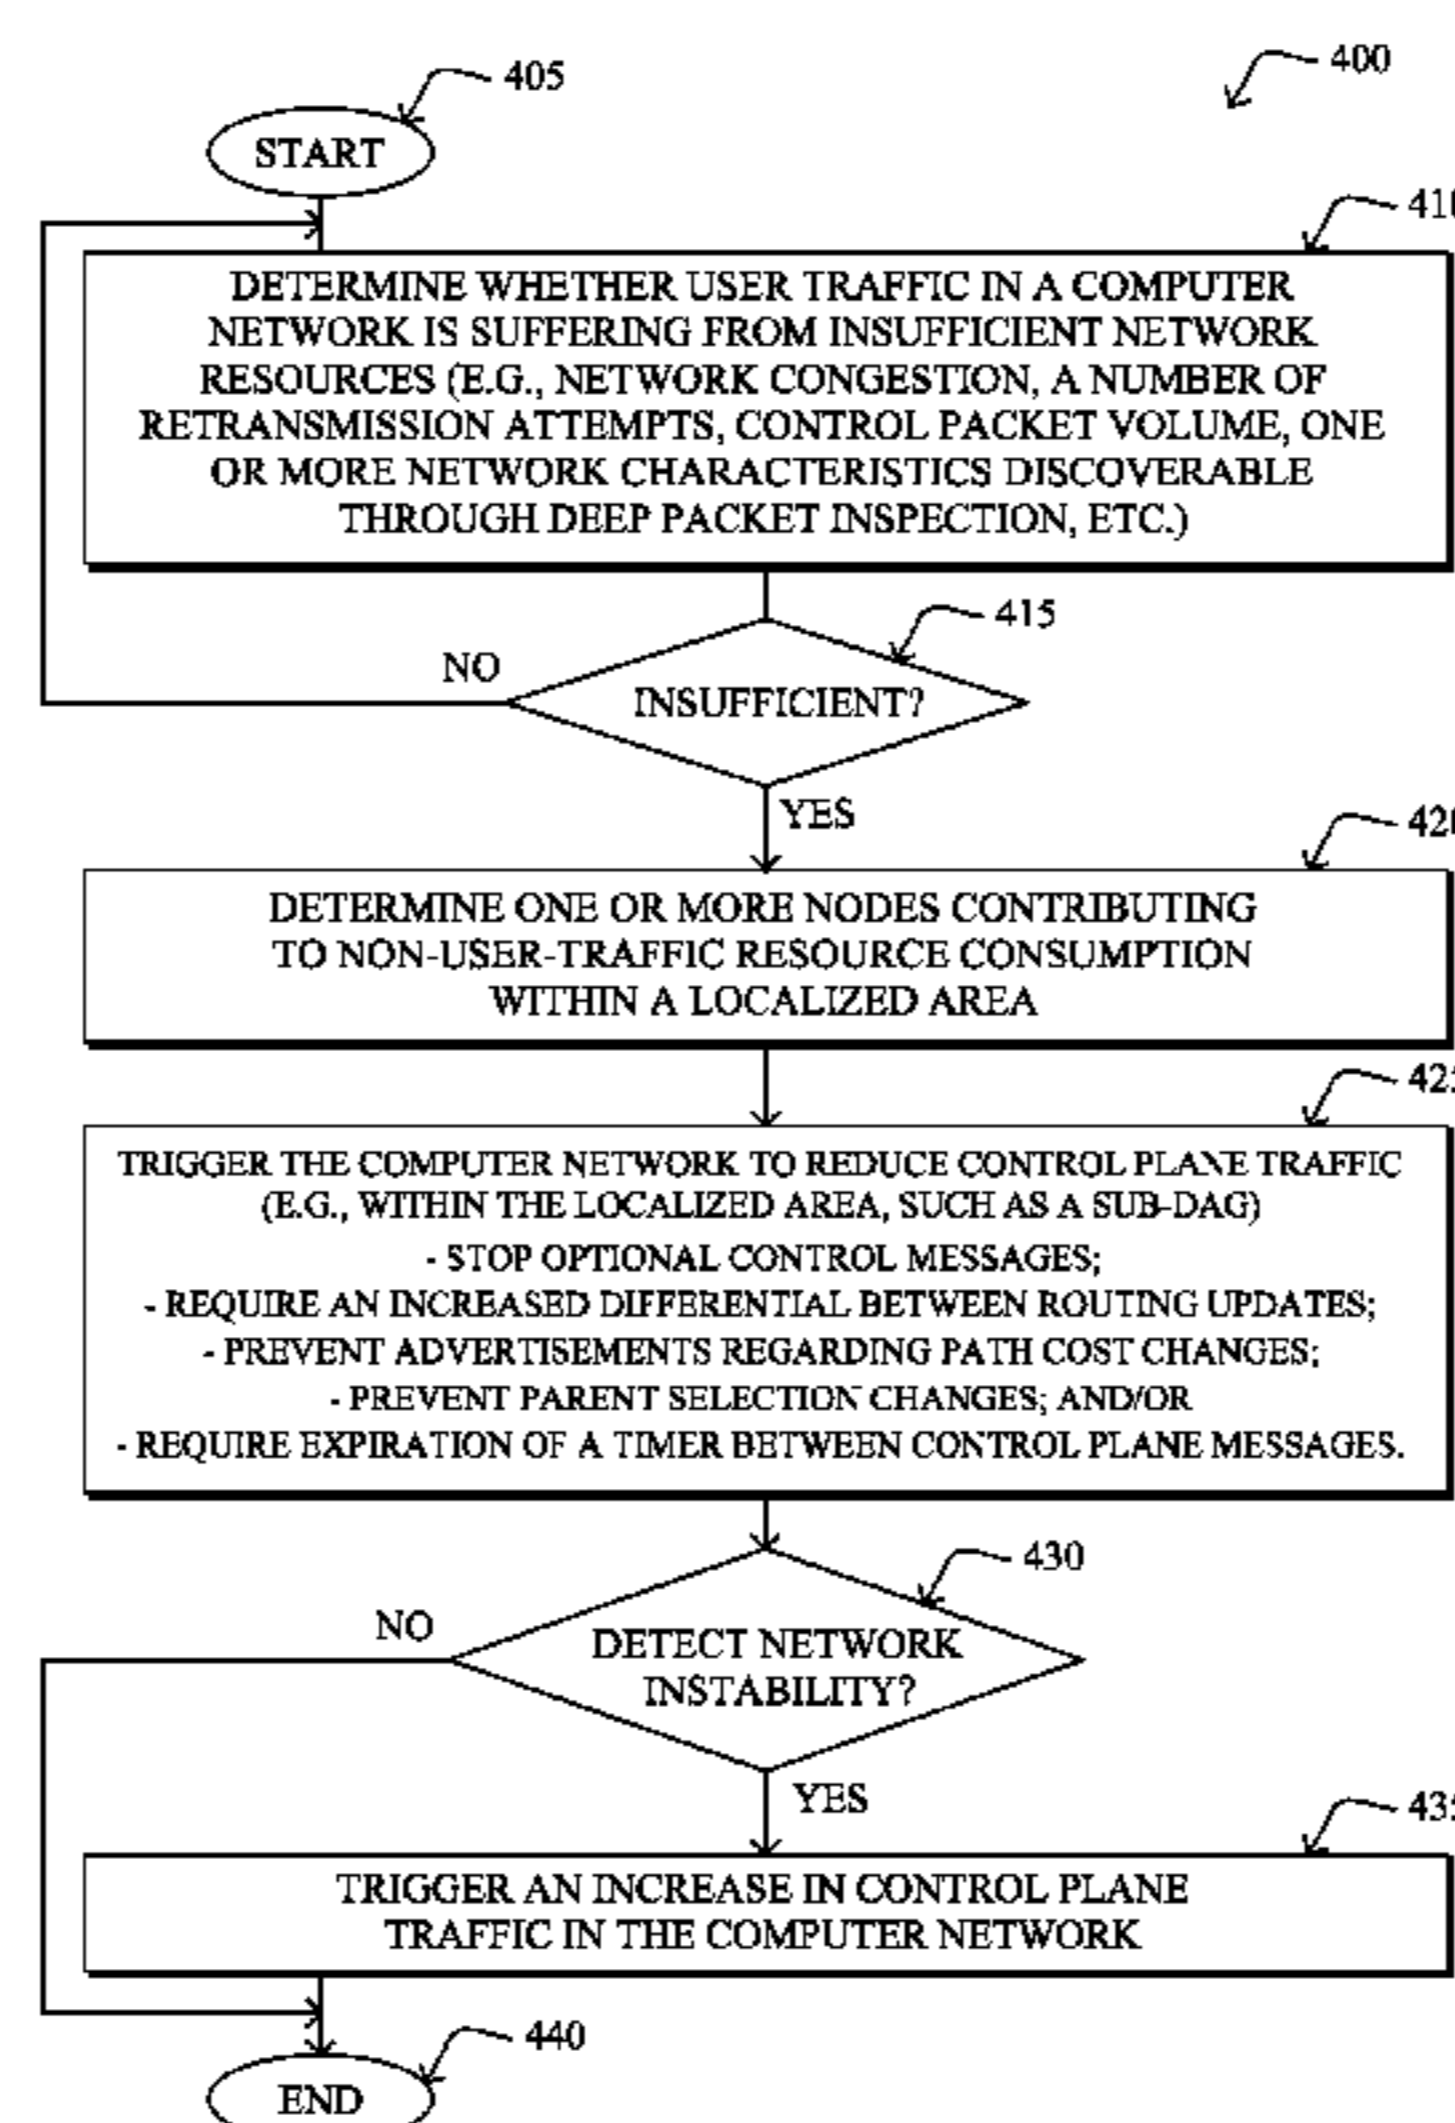 400
405
START
410
DETERMINE WHETHER USER TRAFFIC IN A COMPUTER
NETWORK IS SUFFERING FROM INSUFFICIENT NETWORK
RESOURCES (E.G., NETWORK CONGESTION, A NUMBER OF
RETRANSMISSION ATTEMPTS, CONTROL PACKET VOLUME, ONE
OR MORE NETWORK CHARACTERISTICS DISCOVERABLE
THROUGH DEEP PACKET INSPECTION, ETC.)
415
NO
INSUFFICIENT?
YES
420
DETERMINE ONE OR MORE NODES CONTRIBUTING
TO NON-USER-TRAFFIC RESOURCE CONSUMPTION
WITHIN A LOCALIZED AREA
425
TRIGGER THE COMPUTER NETWORK TO REDUCE CONTROL PLANE TRAFFIC
(E.G., WITHIN THE LOCALIZED AREA, SUCH AS A SUB-DAG)
- STOP OPTIONAL CONTROL MESSAGES;
- REQUIRE AN INCREASED DIFFERENTIAL BETWEEN ROUTING UPDATES;
- PREVENT ADVERTISEMENTS REGARDING PATH COST CHANGES;
- PREVENT PARENT SELECTION CHANGES; AND/OR
- REQUIRE EXPIRATION OF A TIMER BETWEEN CONTROL PLANE MESSAGES.
430
NO
DETECT NETWORK
INSTABILITY?
YES
435
TRIGGER AN INCREASE IN CONTROL PLANE
TRAFFIC IN THE COMPUTER NETWORK
440
END